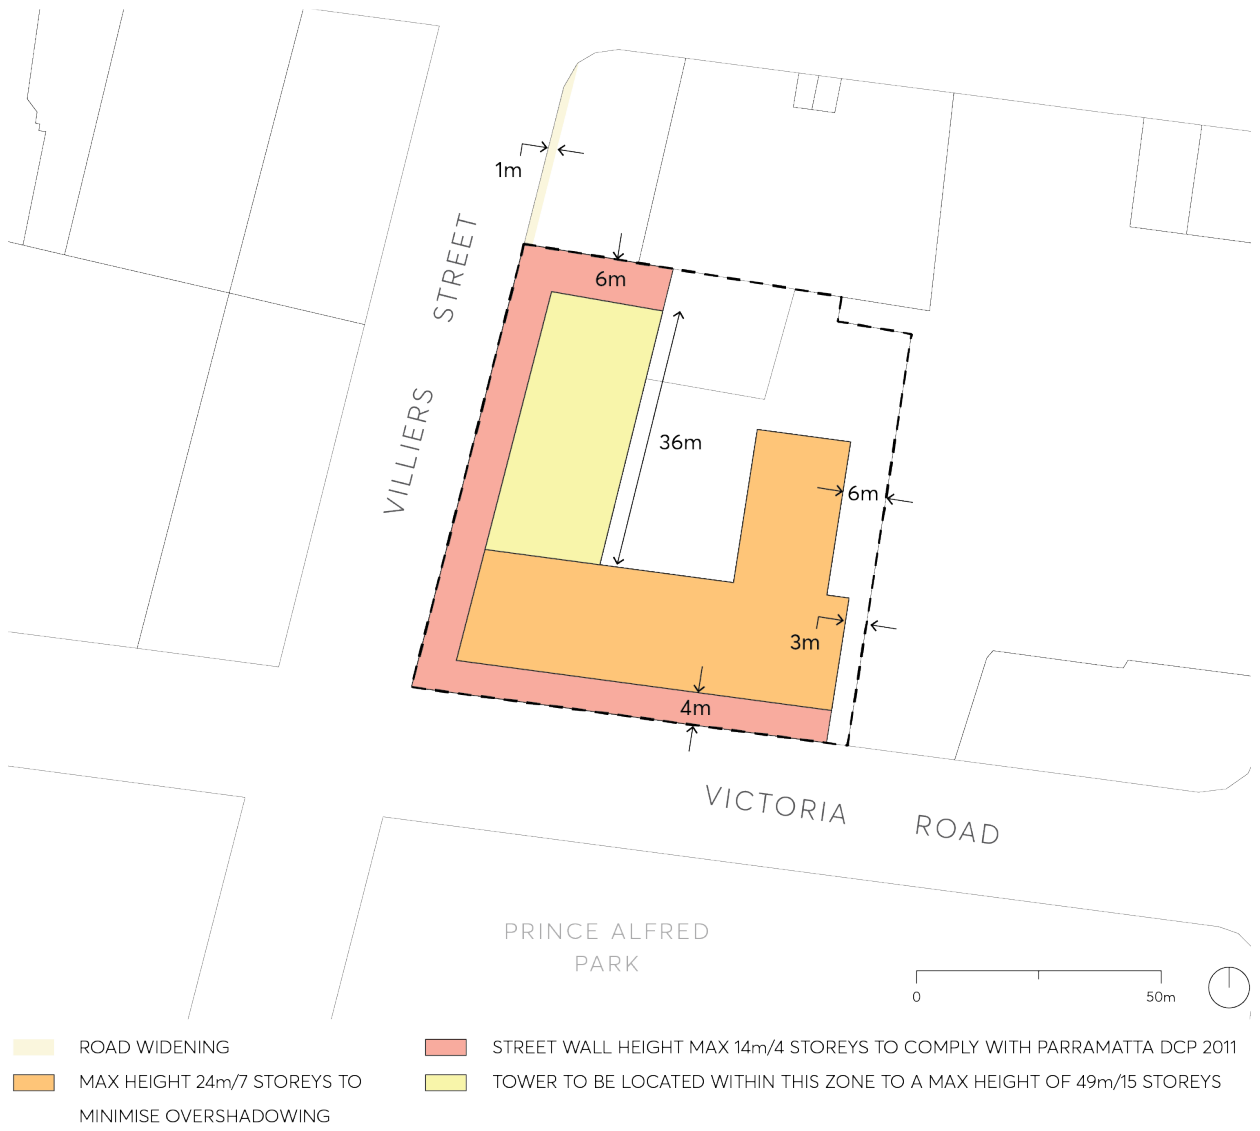 1m
VILLIERS STREET
6m
36m
6m
3m
4m
VICTORIA ROAD
PRINCE ALFRED
PARK
0 50m
ROAD WIDENING
MAX HEIGHT 24m/7 STOREYS TO
MINIMISE OVERSHADOWING
STREET WALL HEIGHT MAX 14m/4 STOREYS TO COMPLY WITH PARRAMATTA DCP 2011
TOWER TO BE LOCATED WITHIN THIS ZONE TO A MAX HEIGHT OF 49m/15 STOREYS